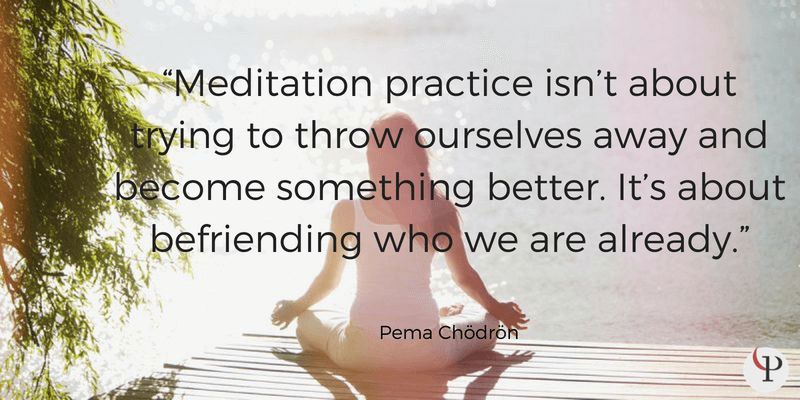 “Meditation practice isn’t about
trying to throw ourselves away and
become something better. It’s about
befriending who we are already.”
Pema Chödrön
P